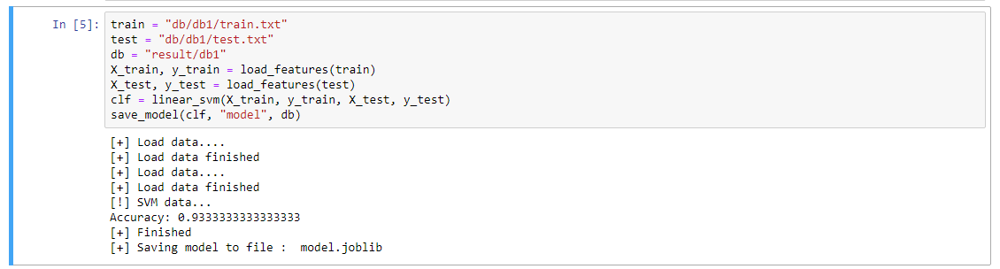 In [5]:
train = "db/db1/train.txt"
test = "db/db1/test.txt"
db = "result/db1"
X_train, y_train = load_features(train)
X_test, y_test = load_features(test)
clf = linear_svm(X_train, y_train, X_test, y_test)
save_model(clf, "model", db)
[+] Load data....
[+] Load data finished
[+] Load data....
[+] Load data finished
[!] SVM data...
Accuracy: 0.9333333333333333
[+] Finished
[+] Saving model to file :  model.joblib